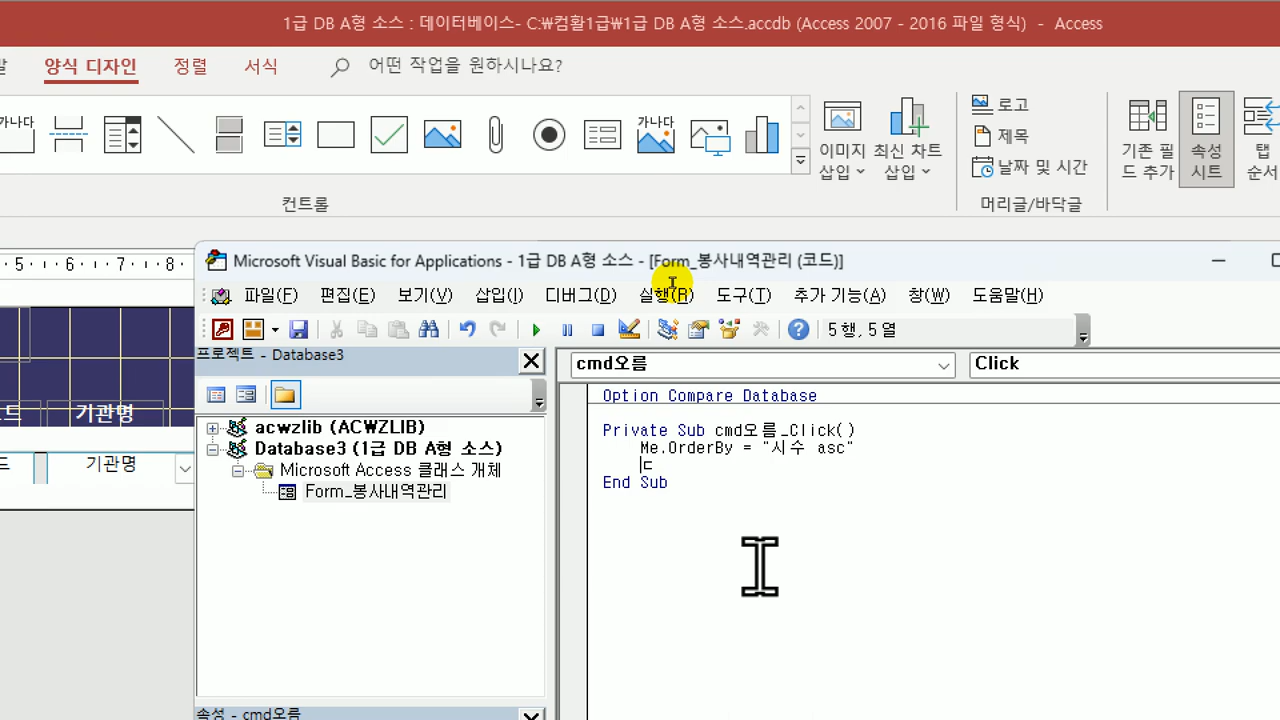 1급 DB A형 소스 : 데이터베이스- C:₩컴활1급₩1급 DB A형 소스.accdb (Access 2007 - 2016 파일 형식) - Access
양식 디자인 정렬 서식 어떤 작업을 원하시나요?
가나다 가나다
이미지 삽입
최신 차트 삽입
로고
제목
날짜 및 시간
기존 필드 추가
속성 시트
탭 순서
컨트롤 머리글/바닥글
5 6 7 8
Microsoft Visual Basic for Applications - 1급 DB A형 소스 - [Form_봉사내역관리 (코드)]
파일(F) 편집(E) 보기(V) 삽입(I) 디버그(D) 실행(R) 도구(T) 추가 기능(A) 창(W) 도움말(H)
5 행, 5 열
프로젝트 - Database3
cmd오름 Click
기관명
기관명
acwzlib (ACWZLIB)
Database3 (1급 DB A형 소스)
Microsoft Access 클래스 개체
Form_봉사내역관리
Option Compare Database
Private Sub cmd오름_Click()
Me.OrderBy = "시수 asc"
ㄷ
End Sub
속성 - cmd오름